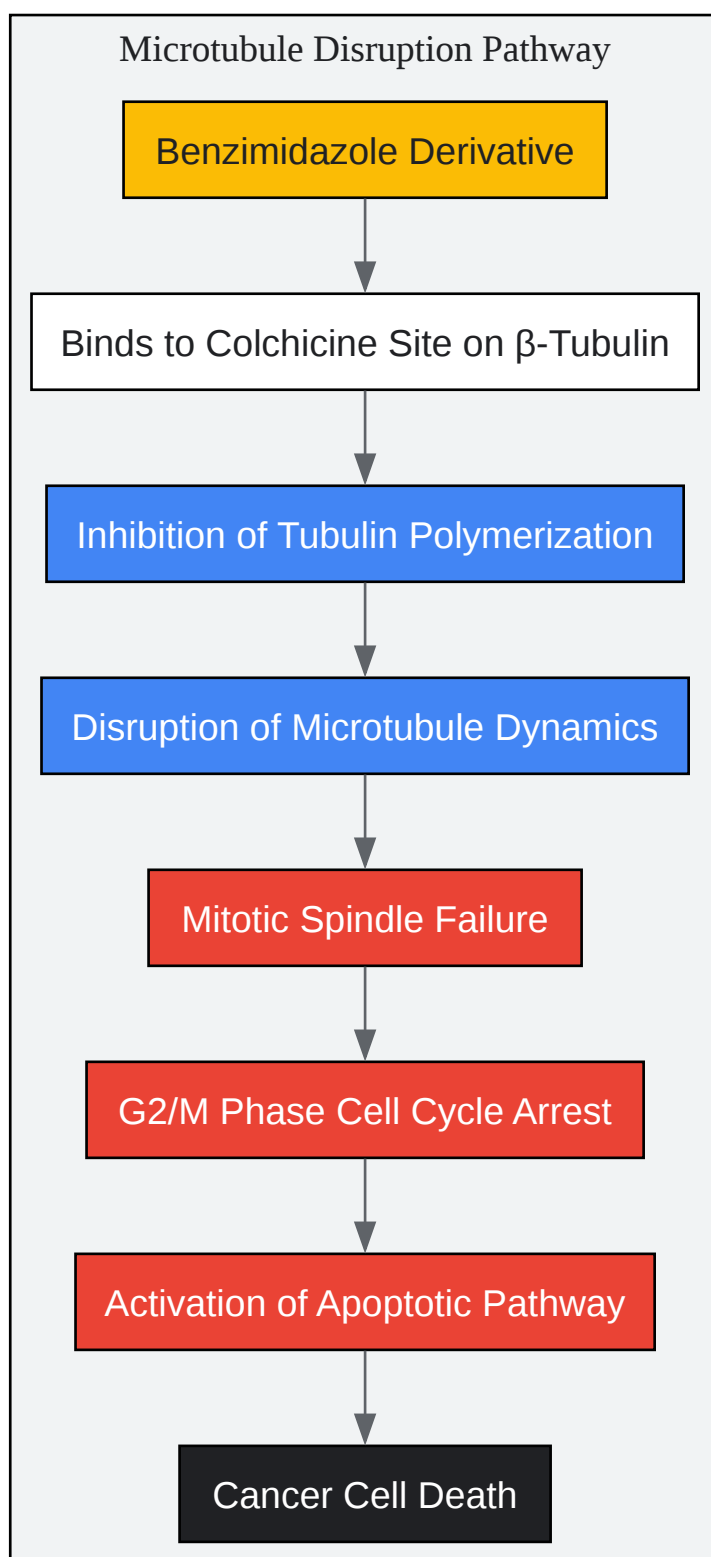 Microtubule Disruption Pathway
Benzimidazole Derivative
Binds to Colchicine Site on β-Tubulin
Inhibition of Tubulin Polymerization
Disruption of Microtubule Dynamics
Mitotic Spindle Failure
G2/M Phase Cell Cycle Arrest
Activation of Apoptotic Pathway
Cancer Cell Death